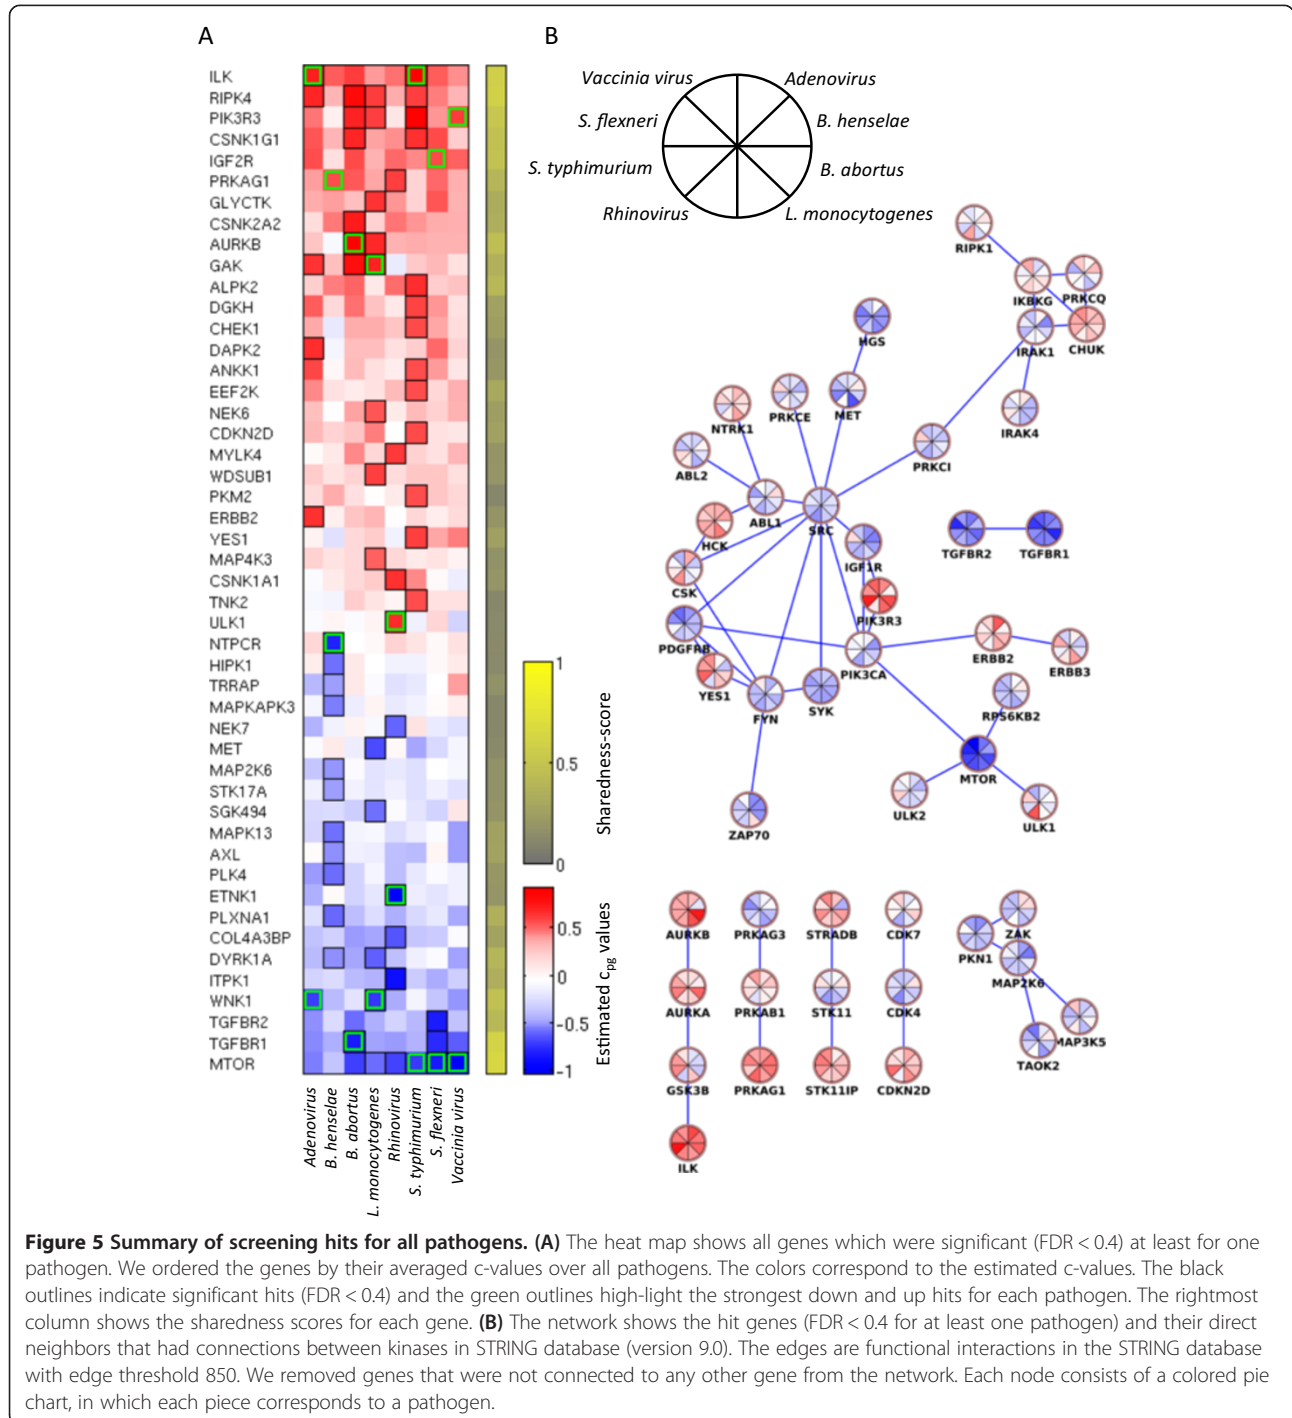 A
B
ILK
RIPK4
PIK3R3
CSNK1G1
IGF2R
PRKAG1
GLYCTK
CSNK2A2
AURKB
GAK
ALPK2
DGKH
CHEK1
DAPK2
ANKK1
EEF2K
NEK6
CDKN2D
MYLK4
WDSUB1
PKM2
ERBB2
YES1
MAP4K3
CSNK1A1
TNK2
ULK1
NTPCR
HIPK1
TRRAP
MAPKAPK3
NEK7
MET
MAP2K6
STK17A
SGK494
MAPK13
AXL
PLK4
ETNK1
PLXNA1
COL4A3BP
DYRK1A
ITPK1
WNK1
TGFBR2
TGFBR1
MTOR
Adenovirus
B. henselae
B. abortus
L. monocytogenes
Rhinovirus
S. typhimurium
S. flexneri
Vaccinia virus
1
0.5
0
Sharedness-score
0.5
0
-0.5
-1
Estimated cpg values
Vaccinia virus
Adenovirus
S. flexneri
B. henselae
S. typhimurium
B. abortus
Rhinovirus
L. monocytogenes
RIPK1
IKBKG
PRKCQ
IRAK1
CHUK
HGS
MET
PRKCE
NTRK1
IRAK4
PRKCI
ABL2
ABL1
SRC
HCK
TGFBR2
TGFBR1
IGF1R
CSK
PIK3R3
PDGFRB
PIK3CA
ERBB2
ERBB3
YES1
FYN
SYK
RPS6KB2
MTOR
ULK2
ULK1
ZAP70
AURKB
PRKAG3
STRADB
CDK7
ZAK
PKN1
MAP2K6
AURKA
PRKAB1
STK11
CDK4
MAP3K5
TAOK2
GSK3B
PRKAG1
STK11IP
CDKN2D
ILK
Figure 5 Summary of screening hits for all pathogens. (A) The heat map shows all genes which were significant (FDR < 0.4) at least for one
pathogen. We ordered the genes by their averaged c-values over all pathogens. The colors correspond to the estimated c-values. The black
outlines indicate significant hits (FDR < 0.4) and the green outlines high-light the strongest down and up hits for each pathogen. The rightmost
column shows the sharedness scores for each gene. (B) The network shows the hit genes (FDR < 0.4 for at least one pathogen) and their direct
neighbors that had connections between kinases in STRING database (version 9.0). The edges are functional interactions in the STRING database
with edge threshold 850. We removed genes that were not connected to any other gene from the network. Each node consists of a colored pie
chart, in which each piece corresponds to a pathogen.